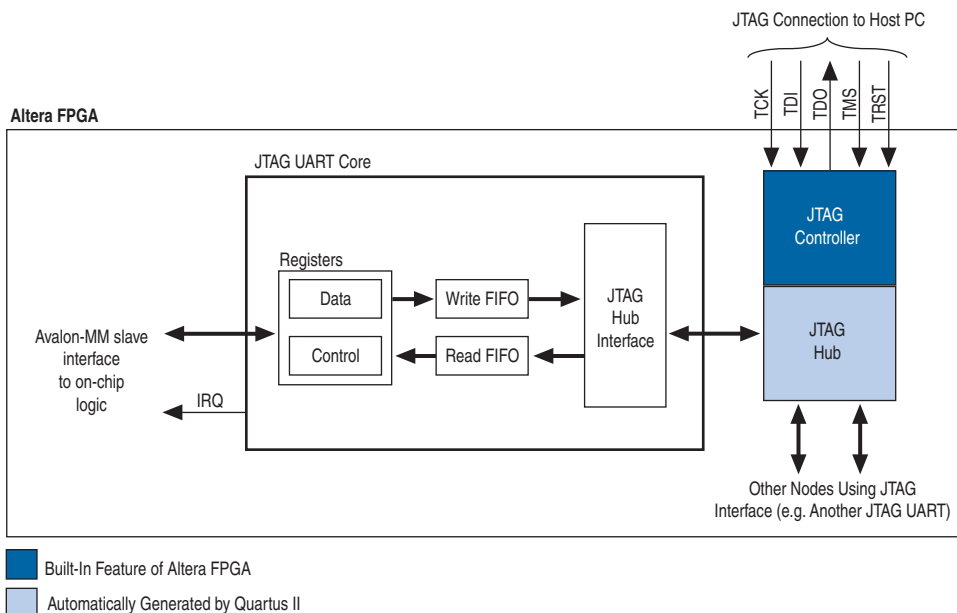 JTAG Connection to Host PC
TCK
TDI
TDO
TMS
TRST
Altera FPGA
JTAG UART Core
JTAG
Controller
Registers
Data
Write FIFO
JTAG
Hub
Interface
JTAG
Hub
Avalon-MM slave
interface
to on-chip
logic
Control
Read FIFO
IRQ
Other Nodes Using JTAG
Interface (e.g. Another JTAG UART)
Built-In Feature of Altera FPGA
Automatically Generated by Quartus II